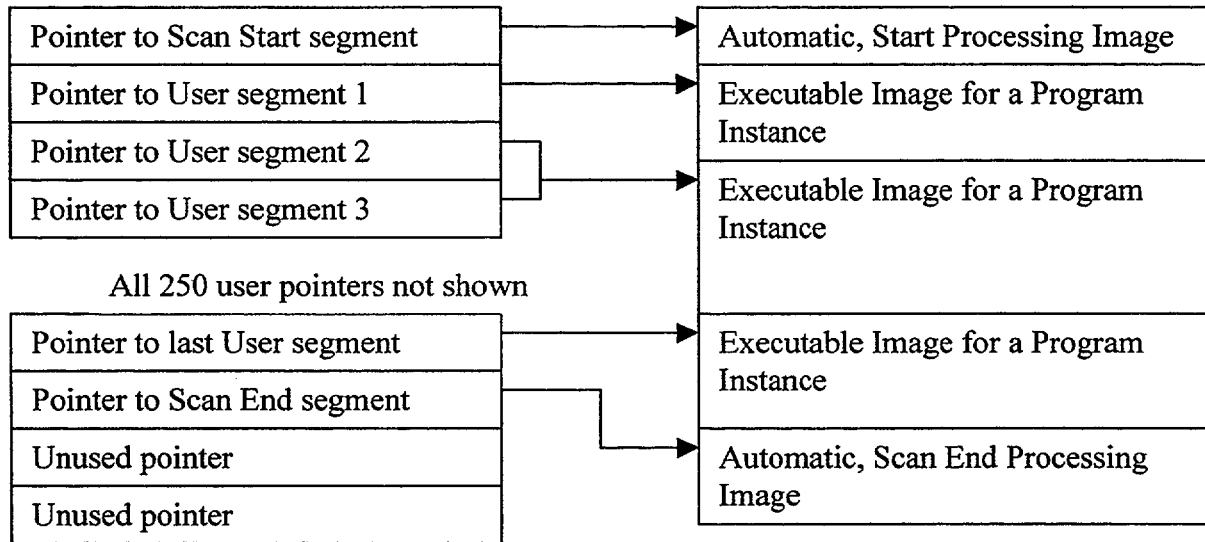 Pointer to Scan Start segment
Pointer to User segment 1
Pointer to User segment 2
Pointer to User segment 3
All 250 user pointers not shown
Pointer to last User segment
Pointer to Scan End segment
Unused pointer
Unused pointer
Automatic, Start Processing Image
Executable Image for a Program
Instance
Executable Image for a Program
Instance
Executable Image for a Program
Instance
Automatic, Scan End Processing
Image